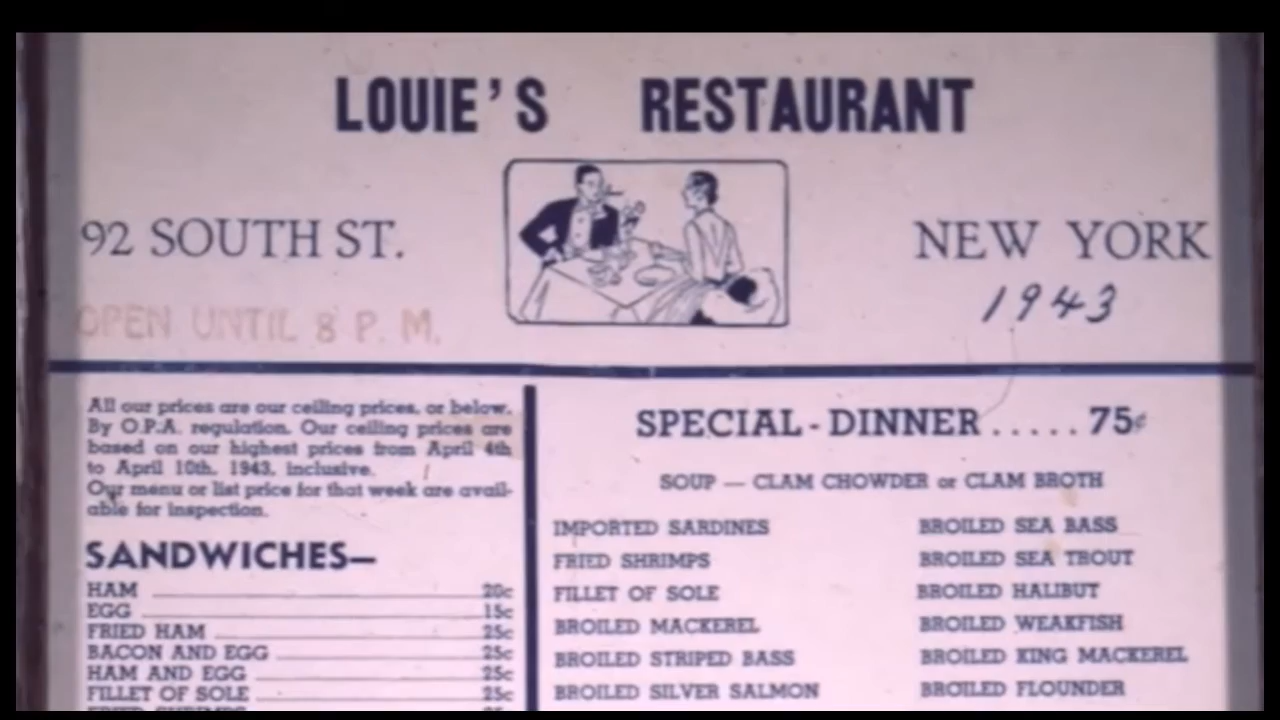 LOUIE'S RESTAURANT
92 SOUTH ST.
NEW YORK
1943
OPEN UNTIL 8 P. M.
All our prices are our ceiling prices, or below.
By O.P.A. regulation. Our ceiling prices are
based on our highest prices from April 4th
to April 10th, 1943, inclusive.
Our menu or list price for that week are avail-
able for inspection.
SANDWICHES—
HAM 20c
EGG 15c
FRIED HAM 25c
BACON AND EGG 25c
HAM AND EGG 25c
FILLET OF SOLE 25c
FRIED SHRIMPS
SPECIAL-DINNER.....75¢
SOUP — CLAM CHOWDER or CLAM BROTH
IMPORTED SARDINES
FRIED SHRIMPS
FILLET OF SOLE
BROILED MACKEREL
BROILED STRIPED BASS
BROILED SILVER SALMON
BROILED SEA BASS
BROILED SEA TROUT
BROILED HALIBUT
BROILED WEAKFISH
BROILED KING MACKEREL
BROILED FLOUNDER